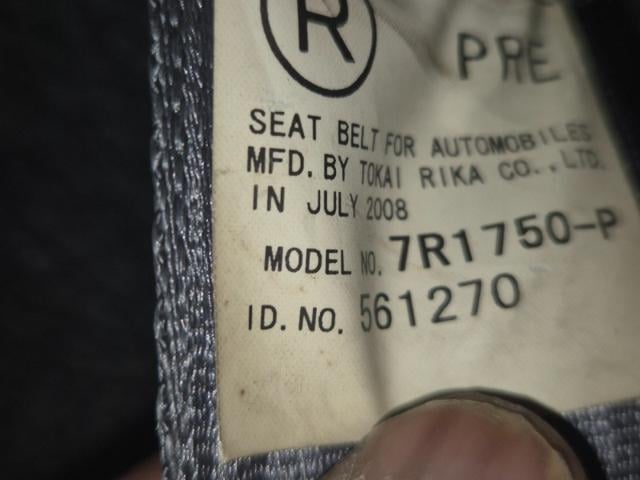 R PRE
SEAT BELT FOR AUTOMOBILES
MFD. BY TOKAI RIKA CO., LTD.
IN JULY 2008
MODEL NO. 7R1750-P
ID. NO. 561270